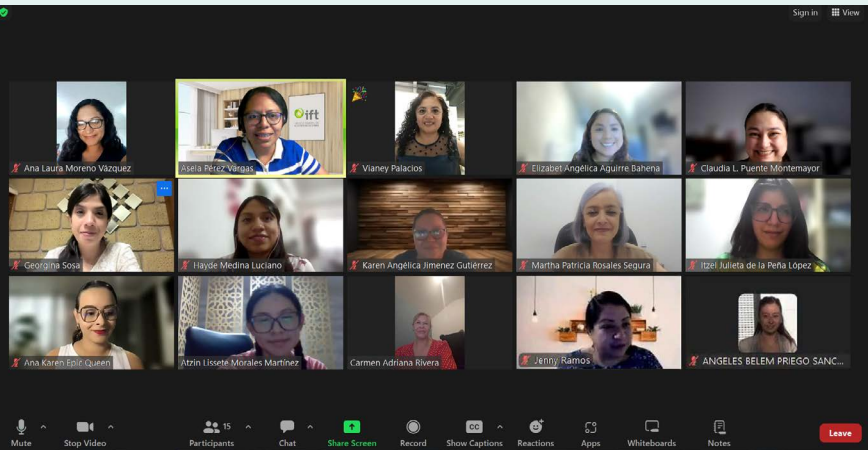 Sign in View
ift
Ana Laura Moreno Vázquez
Asela Pérez Vargas
Vianey Palacios
Elizabet Angélica Aguirre Bahena
Claudia L. Puente Montemayor
Georgina Sosa
Hayde Medina Luciano
Karen Angélica Jimenez Gutiérrez
Martha Patricia Rosales Segura
Itzel Julieta de la Peña López
Ana Karen Epic Queen
Atzin Lissete Morales Martínez
Carmen Adriana Rivera
Jenny Ramos
ANGELES BELEM PRIEGO SANC...
15
CC
Mute Stop Video Participants Chat Share Screen Record Show Captions Reactions Apps Whiteboards Notes Leave